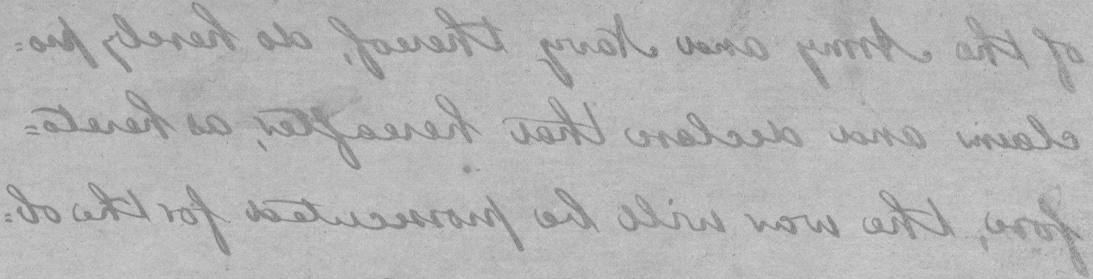 of the Army and Navy thereof, do hereby pro=
claim and declare that hereafter, as hereto=
fore, the war will be prosecuted for the ob=